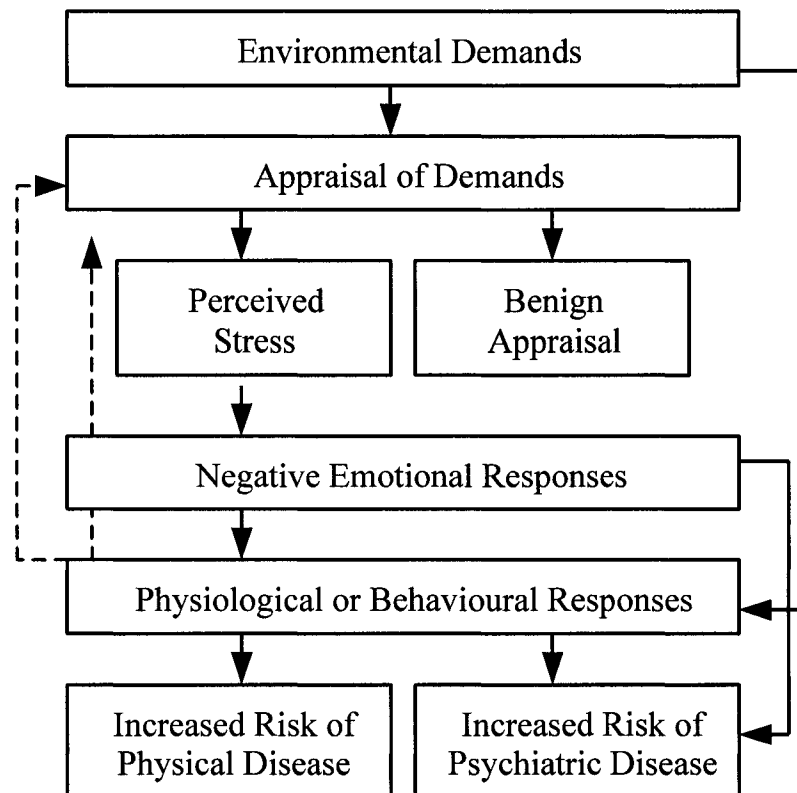 Environmental Demands
Appraisal of Demands
Perceived
Stress
Benign
Appraisal
Negative Emotional Responses
Physiological or Behavioural Responses
Increased Risk of
Physical Disease
Increased Risk of
Psychiatric Disease